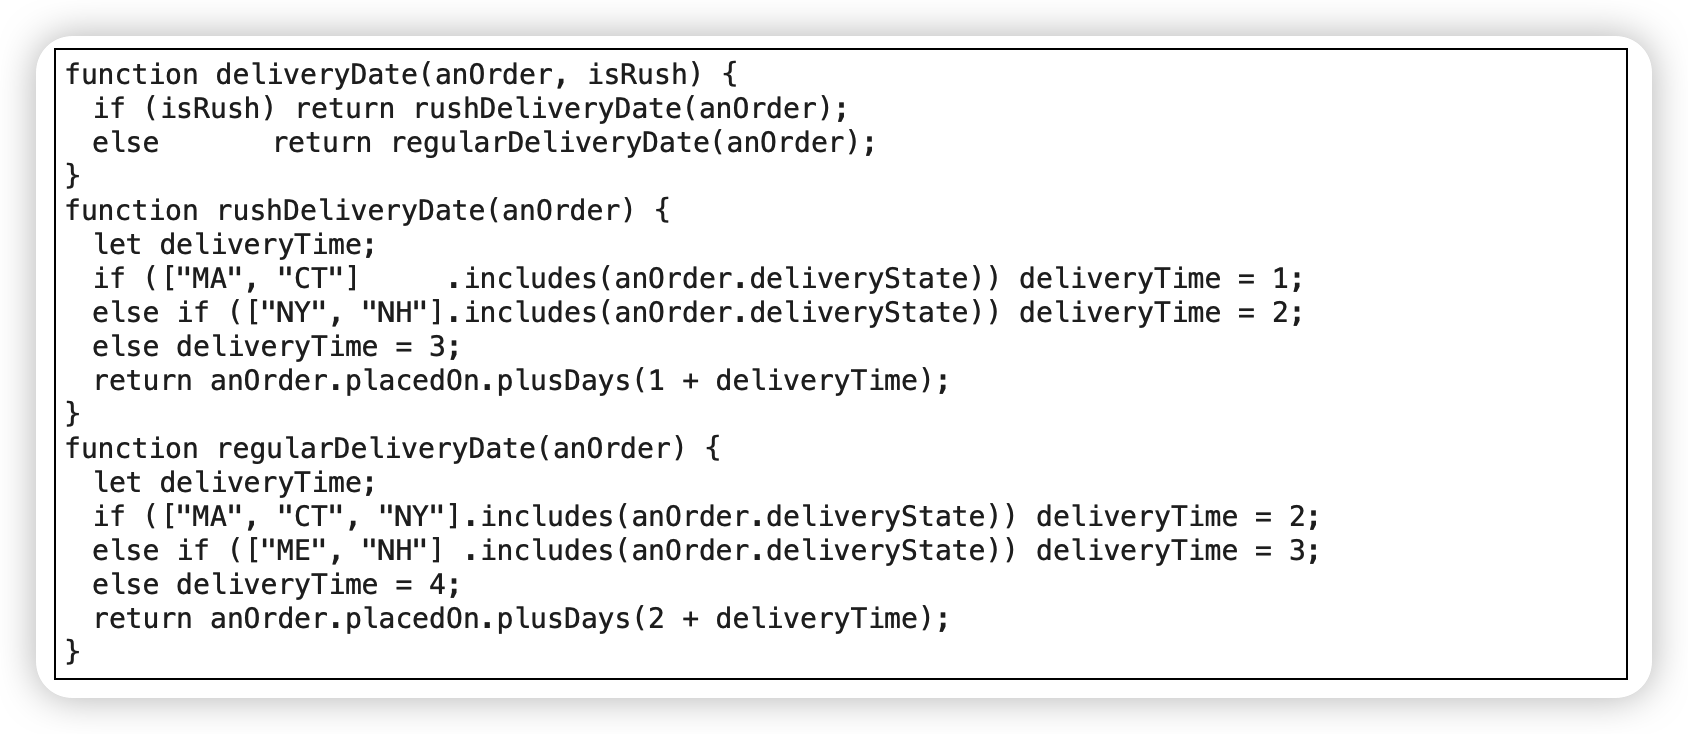 function deliveryDate(anOrder, isRush) {
  if (isRush) return rushDeliveryDate(anOrder);
  else       return regularDeliveryDate(anOrder);
}
function rushDeliveryDate(anOrder) {
  let deliveryTime;
  if (["MA", "CT"]     .includes(anOrder.deliveryState)) deliveryTime = 1;
  else if (["NY", "NH"].includes(anOrder.deliveryState)) deliveryTime = 2;
  else deliveryTime = 3;
  return anOrder.placedOn.plusDays(1 + deliveryTime);
}
function regularDeliveryDate(anOrder) {
  let deliveryTime;
  if (["MA", "CT", "NY"].includes(anOrder.deliveryState)) deliveryTime = 2;
  else if (["ME", "NH"] .includes(anOrder.deliveryState)) deliveryTime = 3;
  else deliveryTime = 4;
  return anOrder.placedOn.plusDays(2 + deliveryTime);
}